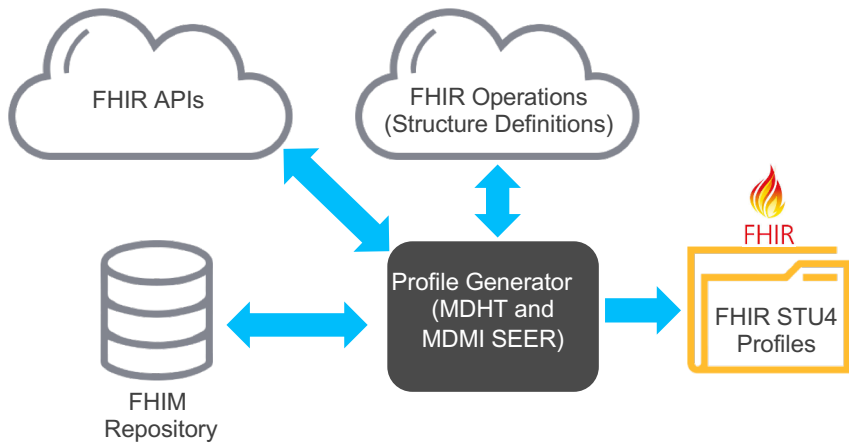 FHIR APIs
FHIR Operations
(Structure Definitions)
FHIR
Profile Generator
(MDHT and
MDMI SEER)
FHIR STU4
Profiles
FHIM
Repository